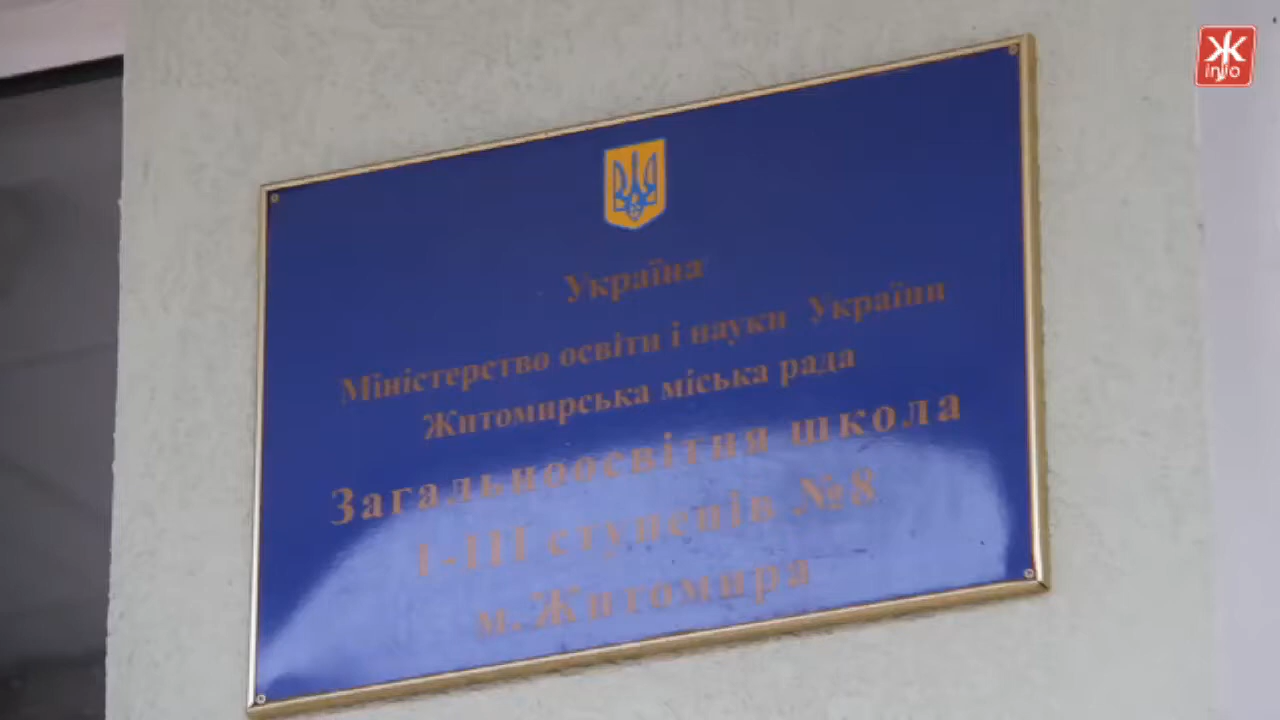 Ж
info
Україна
Міністерство освіти і науки України
Житомирська міська рада
Загальноосвітня школа
І-ІІІ ступенів №8
м.Житомира